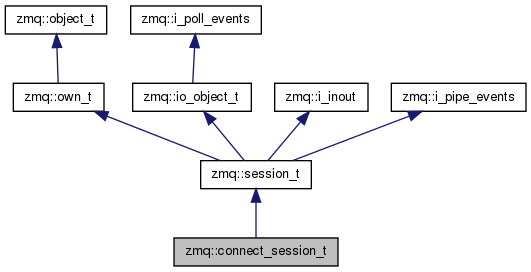 zmq::object_t
zmq::i_poll_events
zmq::own_t
zmq::io_object_t
zmq::i_inout
zmq::i_pipe_events
zmq::session_t
zmq::connect_session_t